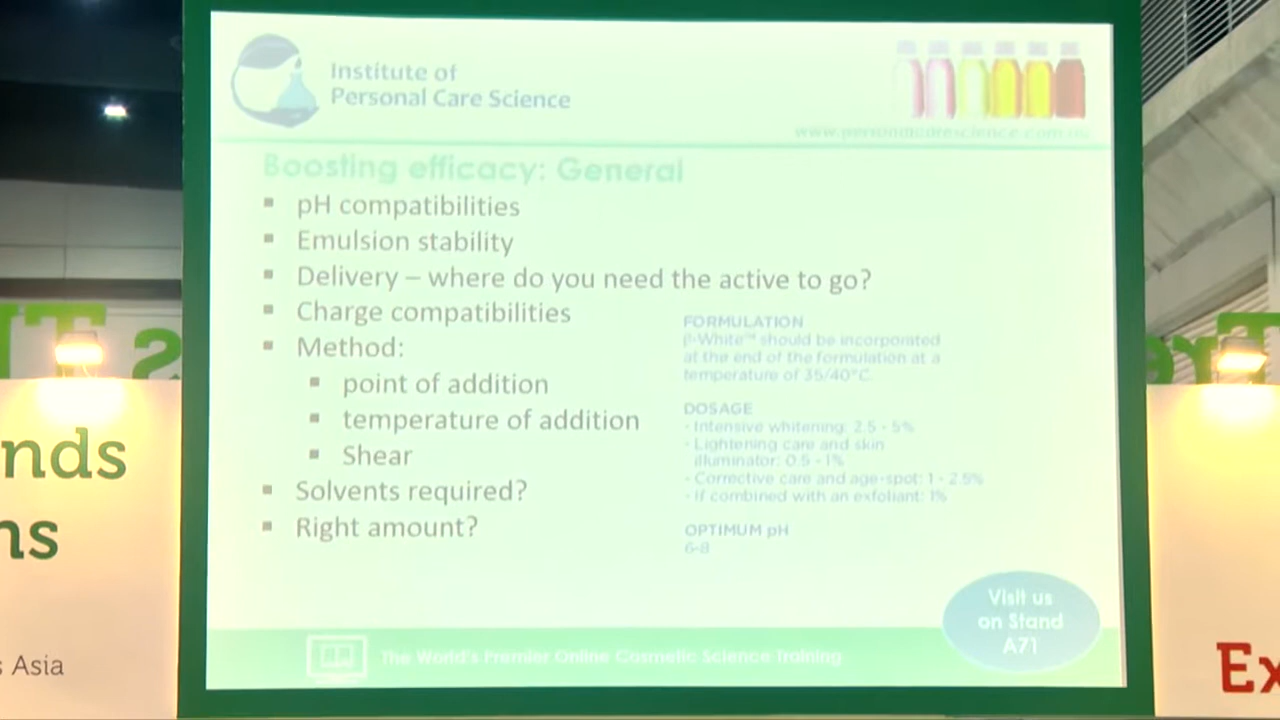 Institute of
Personal Care Science
www.personalcarescience.com.au
Boosting efficacy: General
▪ pH compatibilities
▪ Emulsion stability
▪ Delivery – where do you need the active to go?
▪ Charge compatibilities
▪ Method:
▪ point of addition
▪ temperature of addition
▪ Shear
▪ Solvents required?
▪ Right amount?
FORMULATION
β-White™ should be incorporated
at the end of the formulation at a
temperature of 35/40°C.
DOSAGE
- Intensive whitening: 2.5 - 5%
- Lightening care and skin
illuminator: 0.5 - 1%
- Corrective care and age-spot: 1 - 2.5%
- If combined with an exfoliant: 1%
OPTIMUM pH
6-8
Visit us
on Stand
A71
The World's Premier Online Cosmetic Science Training
nds
ns
s Asia
Ex